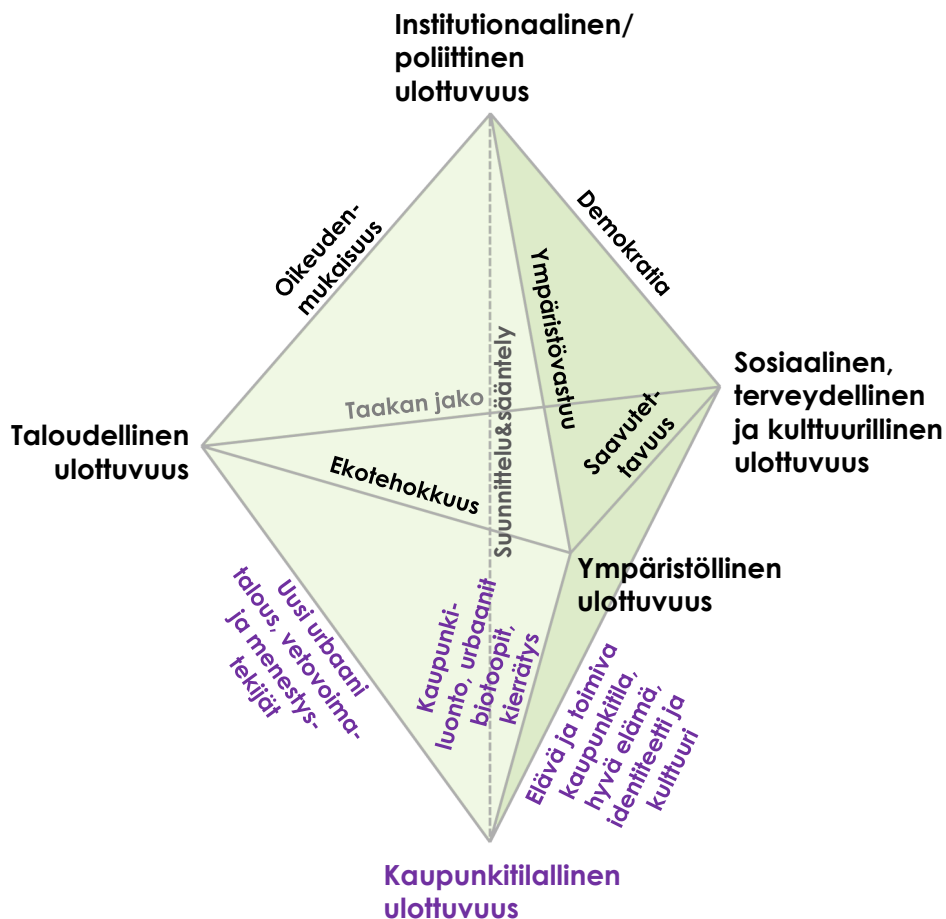 Institutionaalinen/
poliittinen
ulottuvuus
Oikeuden-
mukaisuus
Demokratia
Ympäristövastuu
Suunnittelu&sääntely
Taakan jako
Saavutet-
tavuus
Sosiaalinen,
terveydellinen
ja kulttuurillinen
ulottuvuus
Taloudellinen
ulottuvuus
Ekotehokkuus
Ympäristöllinen
ulottuvuus
Uusi urbaani
talous, vetovoima-
ja menestys-
tekijät
Kaupunki-
luonto, urbaanit
biotoopit,
kierrätys
Elävä ja toimiva
kaupunkitila,
hyvä elämä,
identiteetti ja
kulttuuri
Kaupunkitilallinen
ulottuvuus